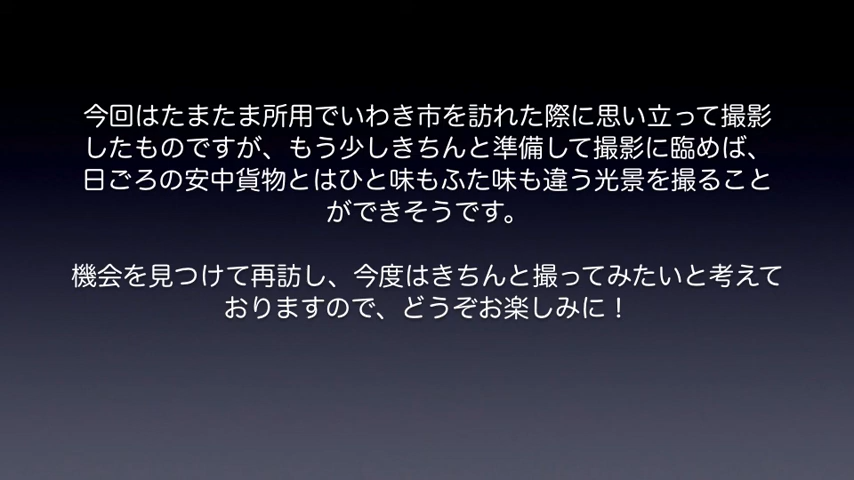 今回はたまたま所用でいわき市を訪れた際に思い立って撮影
したものですが、もう少しきちんと準備して撮影に臨めば、
日ごろの安中貨物とはひと味もふた味も違う光景を撮ること
ができそうです。
機会を見つけて再訪し、今度はきちんと撮ってみたいと考えて
おりますので、どうぞお楽しみに！